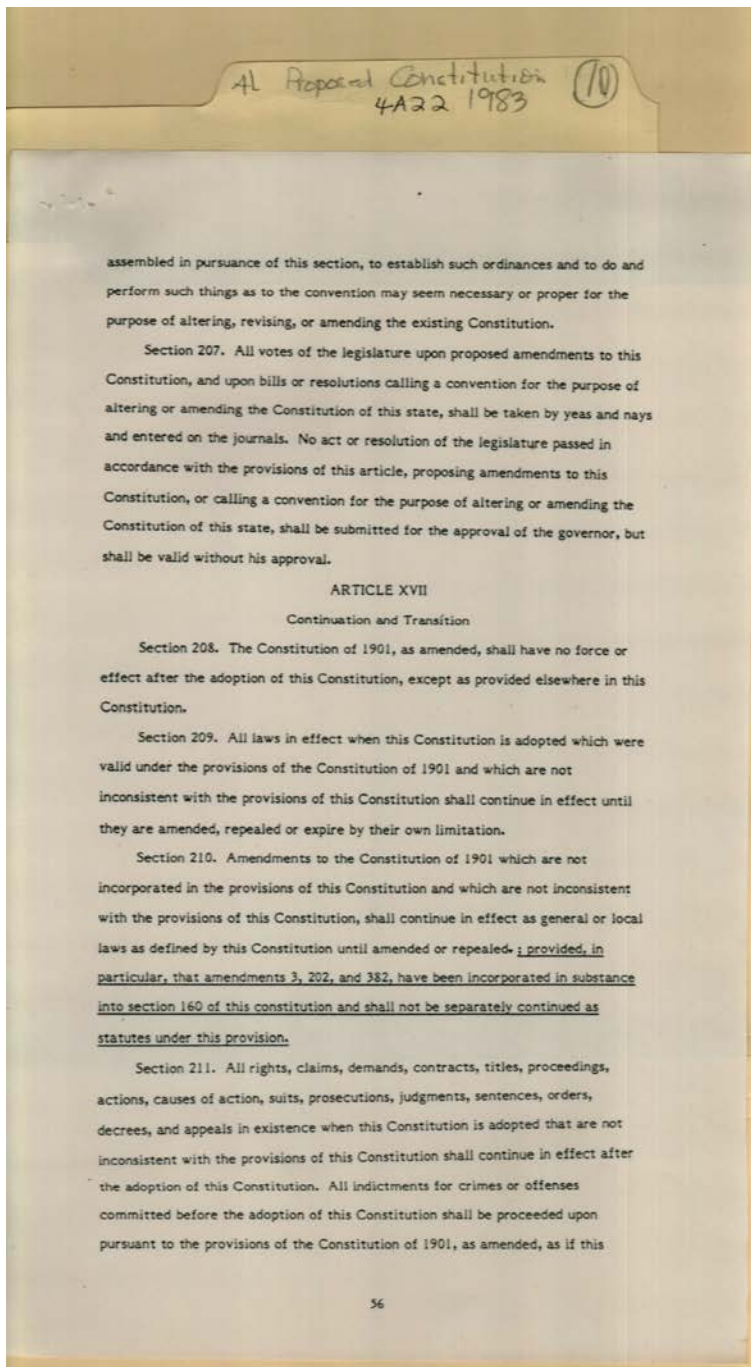 AL Proposed Constitution (10)
4A22 1983
assembled in pursuance of this section, to establish such ordinances and to do and
perform such things as to the convention may seem necessary or proper for the
purpose of altering, revising, or amending the existing Constitution.
Section 207. All votes of the legislature upon proposed amendments to this
Constitution, and upon bills or resolutions calling a convention for the purpose of
altering or amending the Constitution of this state, shall be taken by yeas and nays
and entered on the journals. No act or resolution of the legislature passed in
accordance with the provisions of this article, proposing amendments to this
Constitution, or calling a convention for the purpose of altering or amending the
Constitution of this state, shall be submitted for the approval of the governor, but
shall be valid without his approval.
ARTICLE XVII
Continuation and Transition
Section 208. The Constitution of 1901, as amended, shall have no force or
effect after the adoption of this Constitution, except as provided elsewhere in this
Constitution.
Section 209. All laws in effect when this Constitution is adopted which were
valid under the provisions of the Constitution of 1901 and which are not
inconsistent with the provisions of this Constitution shall continue in effect until
they are amended, repealed or expire by their own limitation.
Section 210. Amendments to the Constitution of 1901 which are not
incorporated in the provisions of this Constitution and which are not inconsistent
with the provisions of this Constitution, shall continue in effect as general or local
laws as defined by this Constitution until amended or repealed. ; provided, in
particular, that amendments 3, 202, and 382, have been incorporated in substance
into section 160 of this constitution and shall not be separately continued as
statutes under this provision.
Section 211. All rights, claims, demands, contracts, titles, proceedings,
actions, causes of action, suits, prosecutions, judgments, sentences, orders,
decrees, and appeals in existence when this Constitution is adopted that are not
inconsistent with the provisions of this Constitution shall continue in effect after
the adoption of this Constitution. All indictments for crimes or offenses
committed before the adoption of this Constitution shall be proceeded upon
pursuant to the provisions of the Constitution of 1901, as amended, as if this
56